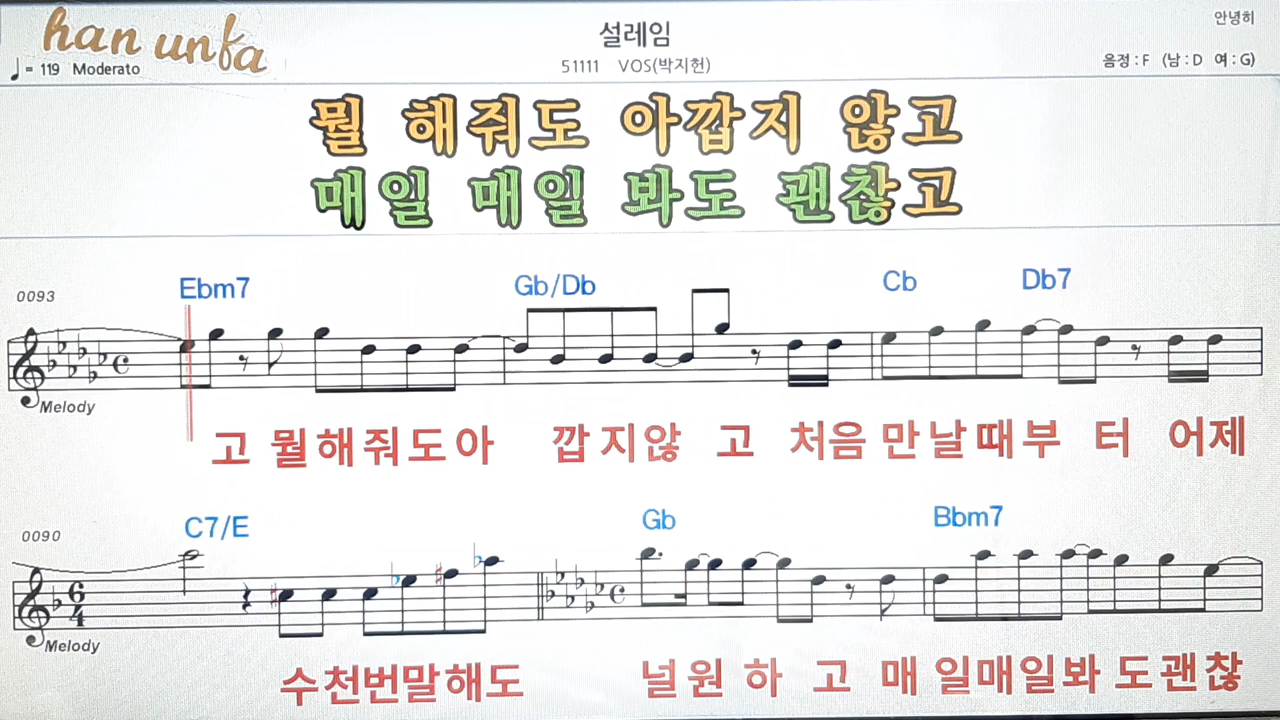 han unka
설레임
안녕히
♩= 119 Moderato
51111 VOS(박지헌)
음정 : F (남 : D 여 : G)
뭘 해줘도 아깝지 않고
매일 매일 봐도 괜찮고
0093 Ebm7 Gb/Db Cb Db7
Melody
고 뭘해줘도아 깝지않 고 처음만날때부 터 어제
0090 C7/E Gb Bbm7
6
4
Melody
수천번말해도 널원 하 고 매 일매일봐 도괜찮